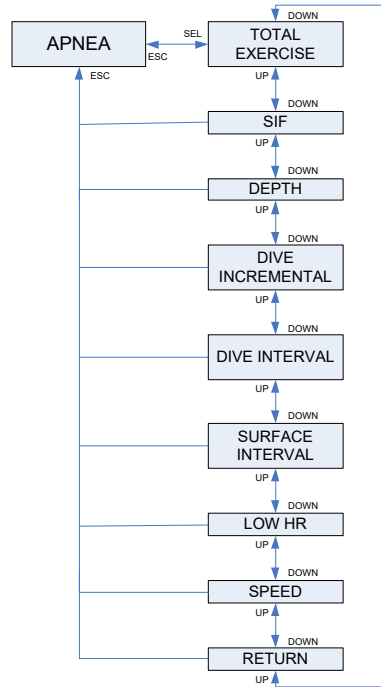 DOWN
APNEA
SEL
ESC
TOTAL
EXERCISE
ESC
UP
DOWN
SIF
UP
DOWN
DEPTH
UP
DOWN
DIVE
INCREMENTAL
UP
DOWN
DIVE INTERVAL
UP
DOWN
SURFACE
INTERVAL
UP
DOWN
LOW HR
UP
DOWN
SPEED
UP
DOWN
RETURN
UP